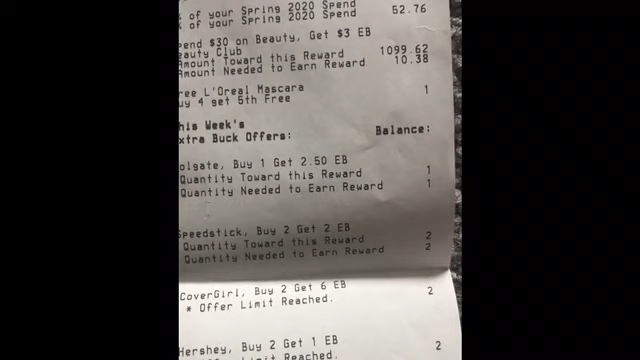 % of your Spring 2020 Spend 52.76
% of your Spring 2020 Spend
pend $30 on Beauty, Get $3 EB
eauty Club
Amount Toward this Reward 1099.62
Amount Needed to Earn Reward 10.38
ree L'Oreal Mascara 1
uy 4 get 5th Free
his Week's
xtra Buck Offers: Balance:
olgate, Buy 1 Get 2.50 EB
Quantity Toward this Reward 1
Quantity Needed to Earn Reward 1
Speedstick, Buy 2 Get 2 EB
Quantity Toward this Reward 2
Quantity Needed to Earn Reward 2
CoverGirl, Buy 2 Get 6 EB 2
* Offer Limit Reached.
Hershey, Buy 2 Get 1 EB 2
Limit Reached.